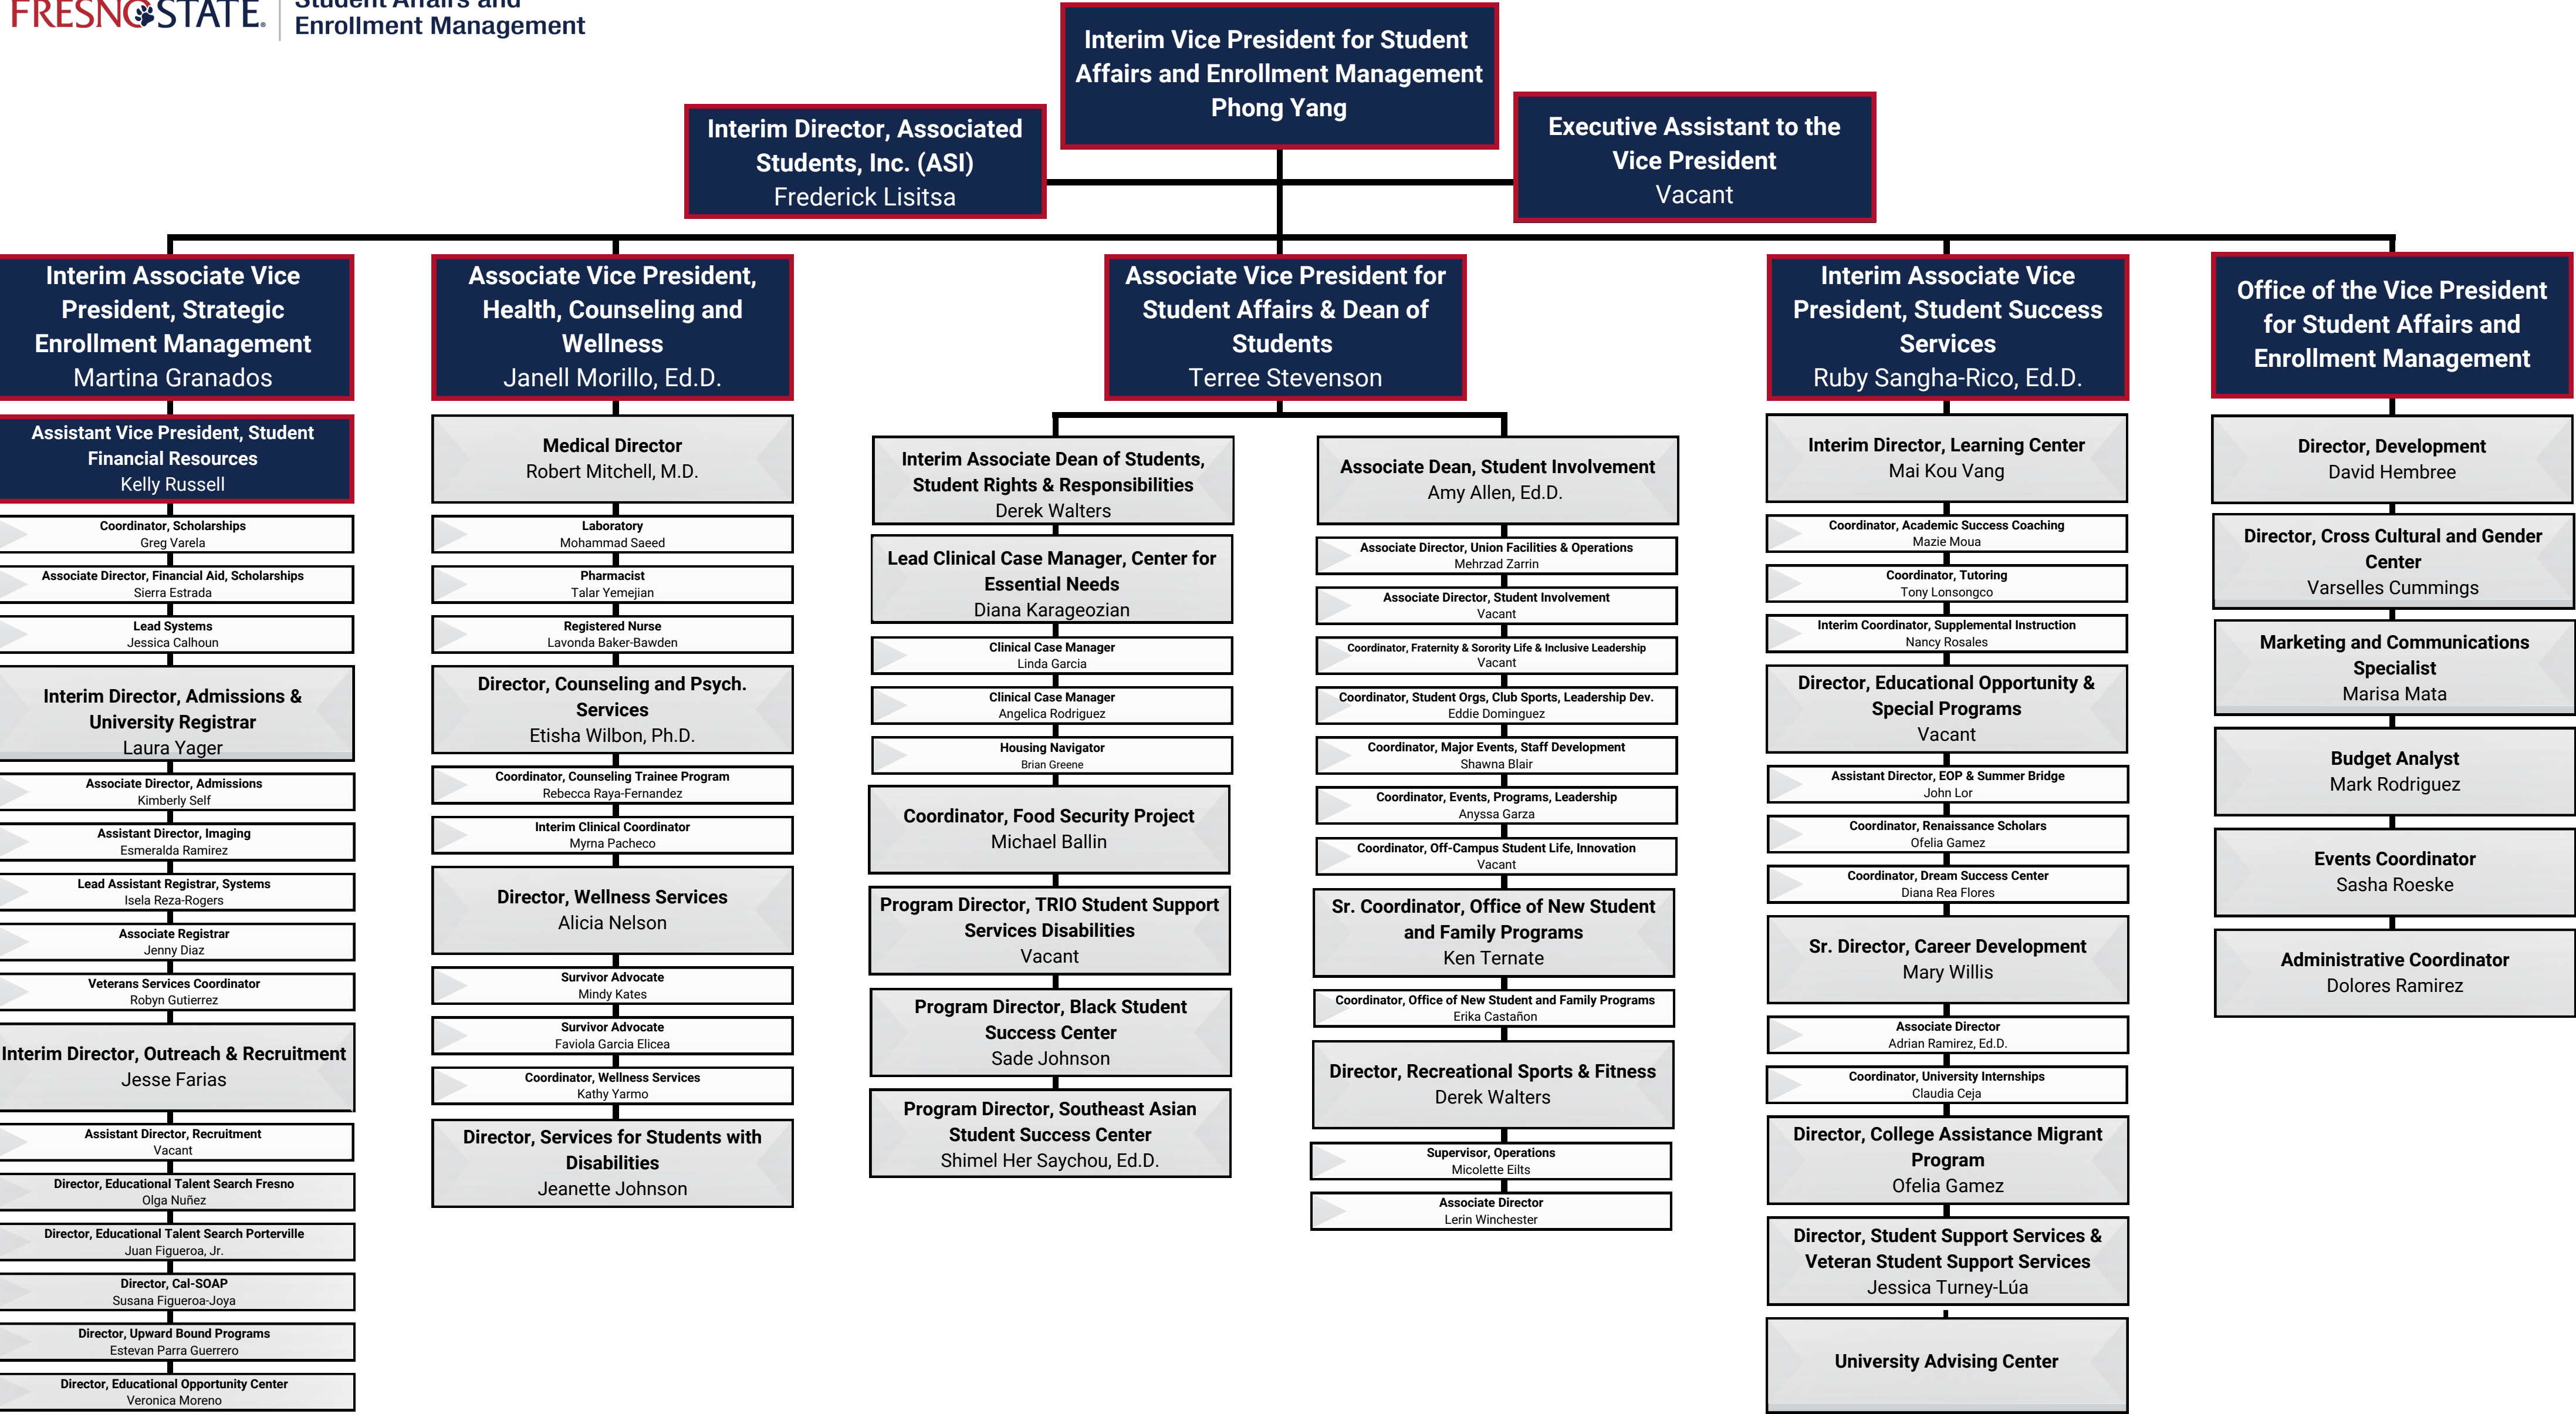 FRESNO STATE.
Student Affairs and
Enrollment Management
Interim Vice President for Student
Affairs and Enrollment Management
Phong Yang
Interim Director, Associated
Students, Inc. (ASI)
Frederick Lisitsa
Executive Assistant to the
Vice President
Vacant
Interim Associate Vice
President, Strategic
Enrollment Management
Martina Granados
Assistant Vice President, Student
Financial Resources
Kelly Russell
Coordinator, Scholarships
Greg Varela
Associate Director, Financial Aid, Scholarships
Sierra Estrada
Lead Systems
Jessica Calhoun
Interim Director, Admissions &
University Registrar
Laura Yager
Associate Director, Admissions
Kimberly Self
Assistant Director, Imaging
Esmeralda Ramirez
Lead Assistant Registrar, Systems
Isela Reza-Rogers
Associate Registrar
Jenny Diaz
Veterans Services Coordinator
Robyn Gutierrez
Interim Director, Outreach & Recruitment
Jesse Farias
Assistant Director, Recruitment
Vacant
Director, Educational Talent Search Fresno
Olga Nuñez
Director, Educational Talent Search Porterville
Juan Figueroa, Jr.
Director, Cal-SOAP
Susana Figueroa-Joya
Director, Upward Bound Programs
Estevan Parra Guerrero
Director, Educational Opportunity Center
Veronica Moreno
Associate Vice President,
Health, Counseling and
Wellness
Janell Morillo, Ed.D.
Medical Director
Robert Mitchell, M.D.
Laboratory
Mohammad Saeed
Pharmacist
Talar Yemejian
Registered Nurse
Lavonda Baker-Bawden
Director, Counseling and Psych.
Services
Etisha Wilbon, Ph.D.
Coordinator, Counseling Trainee Program
Rebecca Raya-Fernandez
Interim Clinical Coordinator
Myrna Pacheco
Director, Wellness Services
Alicia Nelson
Survivor Advocate
Mindy Kates
Survivor Advocate
Faviola Garcia Elicea
Coordinator, Wellness Services
Kathy Yarmo
Director, Services for Students with
Disabilities
Jeanette Johnson
Associate Vice President for
Student Affairs & Dean of
Students
Terree Stevenson
Interim Associate Dean of Students,
Student Rights & Responsibilities
Derek Walters
Lead Clinical Case Manager, Center for
Essential Needs
Diana Karageozian
Clinical Case Manager
Linda Garcia
Clinical Case Manager
Angelica Rodriguez
Housing Navigator
Brian Greene
Coordinator, Food Security Project
Michael Ballin
Program Director, TRIO Student Support
Services Disabilities
Vacant
Program Director, Black Student
Success Center
Sade Johnson
Program Director, Southeast Asian
Student Success Center
Shimel Her Saychou, Ed.D.
Associate Dean, Student Involvement
Amy Allen, Ed.D.
Associate Director, Union Facilities & Operations
Mehrzad Zarrin
Associate Director, Student Involvement
Vacant
Coordinator, Fraternity & Sorority Life & Inclusive Leadership
Vacant
Coordinator, Student Orgs, Club Sports, Leadership Dev.
Eddie Dominguez
Coordinator, Major Events, Staff Development
Shawna Blair
Coordinator, Events, Programs, Leadership
Anyssa Garza
Coordinator, Off-Campus Student Life, Innovation
Vacant
Sr. Coordinator, Office of New Student
and Family Programs
Ken Ternate
Coordinator, Office of New Student and Family Programs
Erika Castañon
Director, Recreational Sports & Fitness
Derek Walters
Supervisor, Operations
Micolette Eilts
Associate Director
Lerin Winchester
Interim Associate Vice
President, Student Success
Services
Ruby Sangha-Rico, Ed.D.
Interim Director, Learning Center
Mai Kou Vang
Coordinator, Academic Success Coaching
Mazie Moua
Coordinator, Tutoring
Tony Lonsongco
Interim Coordinator, Supplemental Instruction
Nancy Rosales
Director, Educational Opportunity &
Special Programs
Vacant
Assistant Director, EOP & Summer Bridge
John Lor
Coordinator, Renaissance Scholars
Ofelia Gamez
Coordinator, Dream Success Center
Diana Rea Flores
Sr. Director, Career Development
Mary Willis
Associate Director
Adrian Ramirez, Ed.D.
Coordinator, University Internships
Claudia Ceja
Director, College Assistance Migrant
Program
Ofelia Gamez
Director, Student Support Services &
Veteran Student Support Services
Jessica Turney-Lúa
University Advising Center
Office of the Vice President
for Student Affairs and
Enrollment Management
Director, Development
David Hembree
Director, Cross Cultural and Gender
Center
Varselles Cummings
Marketing and Communications
Specialist
Marisa Mata
Budget Analyst
Mark Rodriguez
Events Coordinator
Sasha Roeske
Administrative Coordinator
Dolores Ramirez